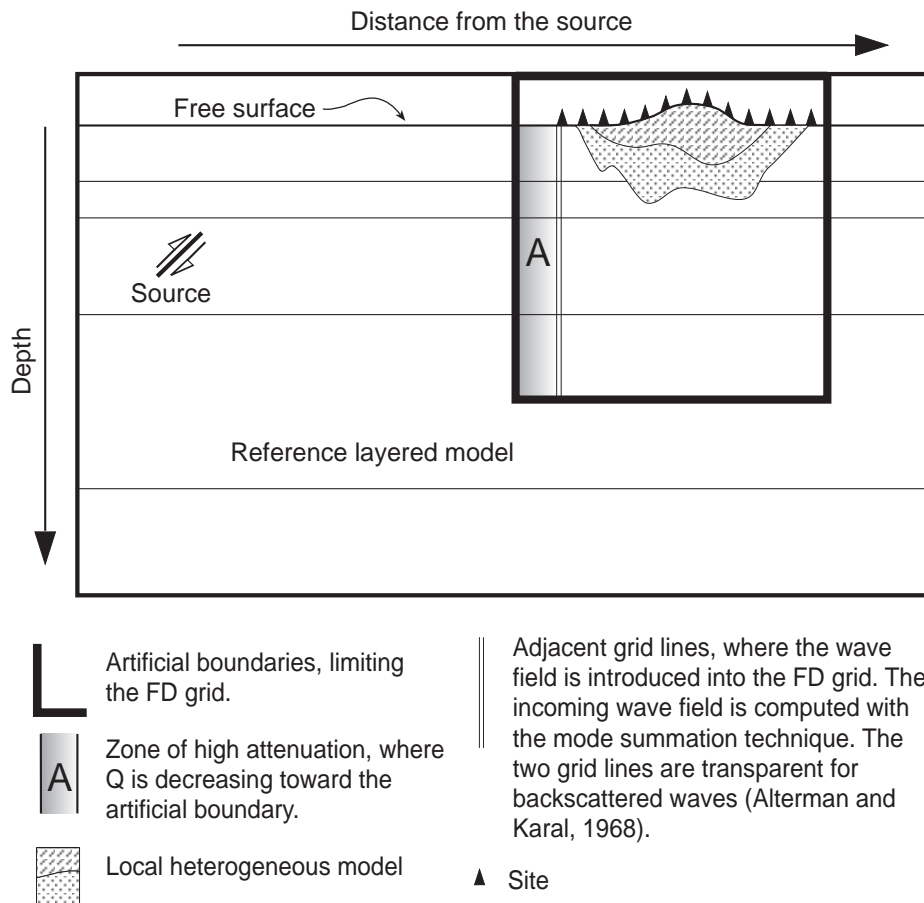 Distance from the source
Free surface
A
Source
Depth
Reference layered model
Artificial boundaries, limiting
the FD grid.
A
Zone of high attenuation, where
Q is decreasing toward the
artificial boundary.
Local heterogeneous model
Adjacent grid lines, where the wave
field is introduced into the FD grid. The
incoming wave field is computed with
the mode summation technique. The
two grid lines are transparent for
backscattered waves (Alterman and
Karal, 1968).
Site